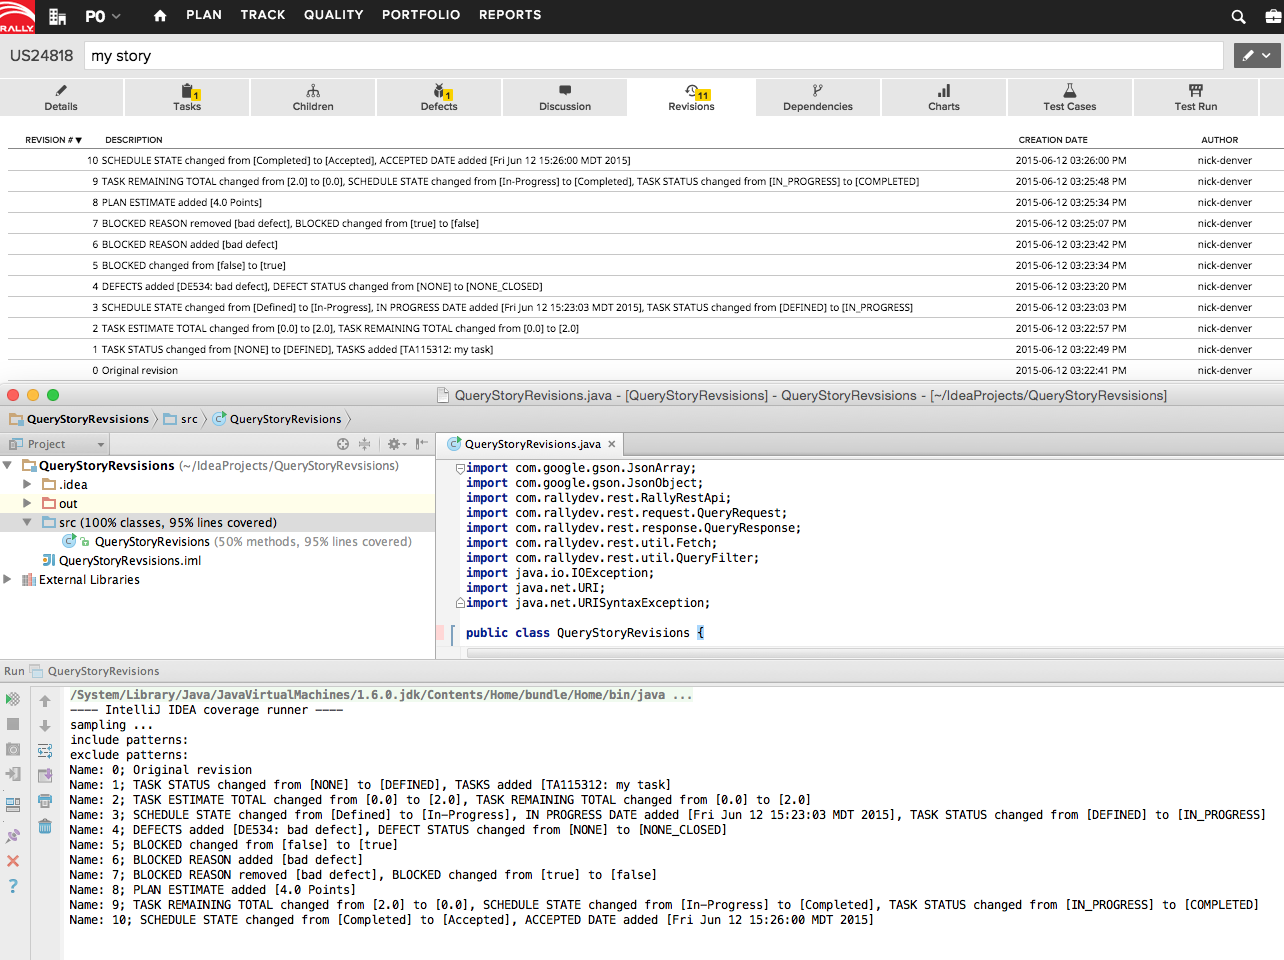 RALLY
P0
PLAN
TRACK
QUALITY
PORTFOLIO
REPORTS
US24818
my story
Details
Tasks
1
Children
Defects
1
Discussion
Revisions
11
Dependencies
Charts
Test Cases
Test Run
REVISION # DESCRIPTION CREATION DATE AUTHOR
10 SCHEDULE STATE changed from [Completed] to [Accepted], ACCEPTED DATE added [Fri Jun 12 15:26:00 MDT 2015] 2015-06-12 03:26:00 PM nick-denver
9 TASK REMAINING TOTAL changed from [2.0] to [0.0], SCHEDULE STATE changed from [In-Progress] to [Completed], TASK STATUS changed from [IN_PROGRESS] to [COMPLETED] 2015-06-12 03:25:48 PM nick-denver
8 PLAN ESTIMATE added [4.0 Points] 2015-06-12 03:25:34 PM nick-denver
7 BLOCKED REASON removed [bad defect], BLOCKED changed from [true] to [false] 2015-06-12 03:25:07 PM nick-denver
6 BLOCKED REASON added [bad defect] 2015-06-12 03:23:42 PM nick-denver
5 BLOCKED changed from [false] to [true] 2015-06-12 03:23:34 PM nick-denver
4 DEFECTS added [DE534: bad defect], DEFECT STATUS changed from [NONE] to [NONE_CLOSED] 2015-06-12 03:23:20 PM nick-denver
3 SCHEDULE STATE changed from [Defined] to [In-Progress], IN PROGRESS DATE added [Fri Jun 12 15:23:03 MDT 2015], TASK STATUS changed from [DEFINED] to [IN_PROGRESS] 2015-06-12 03:23:03 PM nick-denver
2 TASK ESTIMATE TOTAL changed from [0.0] to [2.0], TASK REMAINING TOTAL changed from [0.0] to [2.0] 2015-06-12 03:22:57 PM nick-denver
1 TASK STATUS changed from [NONE] to [DEFINED], TASKS added [TA115312: my task] 2015-06-12 03:22:49 PM nick-denver
0 Original revision 2015-06-12 03:22:41 PM nick-denver
QueryStoryRevisions.java - [QueryStoryRevsisions] - QueryStoryRevsisions - [~/IdeaProjects/QueryStoryRevsisions]
QueryStoryRevsisions
src
QueryStoryRevisions
Project
QueryStoryRevsisions (~/IdeaProjects/QueryStoryRevsisions)
.idea
out
src (100% classes, 95% lines covered)
QueryStoryRevisions (50% methods, 95% lines covered)
QueryStoryRevsisions.iml
External Libraries
QueryStoryRevisions.java
import com.google.gson.JsonArray;
import com.google.gson.JsonObject;
import com.rallydev.rest.RallyRestApi;
import com.rallydev.rest.request.QueryRequest;
import com.rallydev.rest.response.QueryResponse;
import com.rallydev.rest.util.Fetch;
import com.rallydev.rest.util.QueryFilter;
import java.io.IOException;
import java.net.URI;
import java.net.URISyntaxException;
public class QueryStoryRevisions {
Run QueryStoryRevisions
/System/Library/Java/JavaVirtualMachines/1.6.0.jdk/Contents/Home/bundle/Home/bin/java ...
---- IntelliJ IDEA coverage runner ----
sampling ...
include patterns:
exclude patterns:
Name: 0; Original revision
Name: 1; TASK STATUS changed from [NONE] to [DEFINED], TASKS added [TA115312: my task]
Name: 2; TASK ESTIMATE TOTAL changed from [0.0] to [2.0], TASK REMAINING TOTAL changed from [0.0] to [2.0]
Name: 3; SCHEDULE STATE changed from [Defined] to [In-Progress], IN PROGRESS DATE added [Fri Jun 12 15:23:03 MDT 2015], TASK STATUS changed from [DEFINED] to [IN_PROGRESS]
Name: 4; DEFECTS added [DE534: bad defect], DEFECT STATUS changed from [NONE] to [NONE_CLOSED]
Name: 5; BLOCKED changed from [false] to [true]
Name: 6; BLOCKED REASON added [bad defect]
Name: 7; BLOCKED REASON removed [bad defect], BLOCKED changed from [true] to [false]
Name: 8; PLAN ESTIMATE added [4.0 Points]
Name: 9; TASK REMAINING TOTAL changed from [2.0] to [0.0], SCHEDULE STATE changed from [In-Progress] to [Completed], TASK STATUS changed from [IN_PROGRESS] to [COMPLETED]
Name: 10; SCHEDULE STATE changed from [Completed] to [Accepted], ACCEPTED DATE added [Fri Jun 12 15:26:00 MDT 2015]